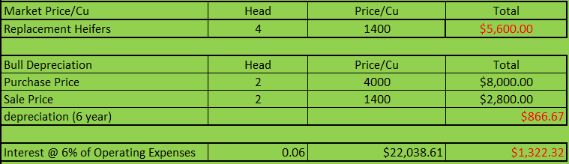 Market Price/Cu Head Price/Cu Total
Replacement Heifers 4 1400 $5,600.00
Bull Depreciation Head Price/Cu Total
Purchase Price 2 4000 $8,000.00
Sale Price 2 1400 $2,800.00
depreciation (6 year) $866.67
Interest @ 6% of Operating Expenses 0.06 $22,038.61 $1,322.32